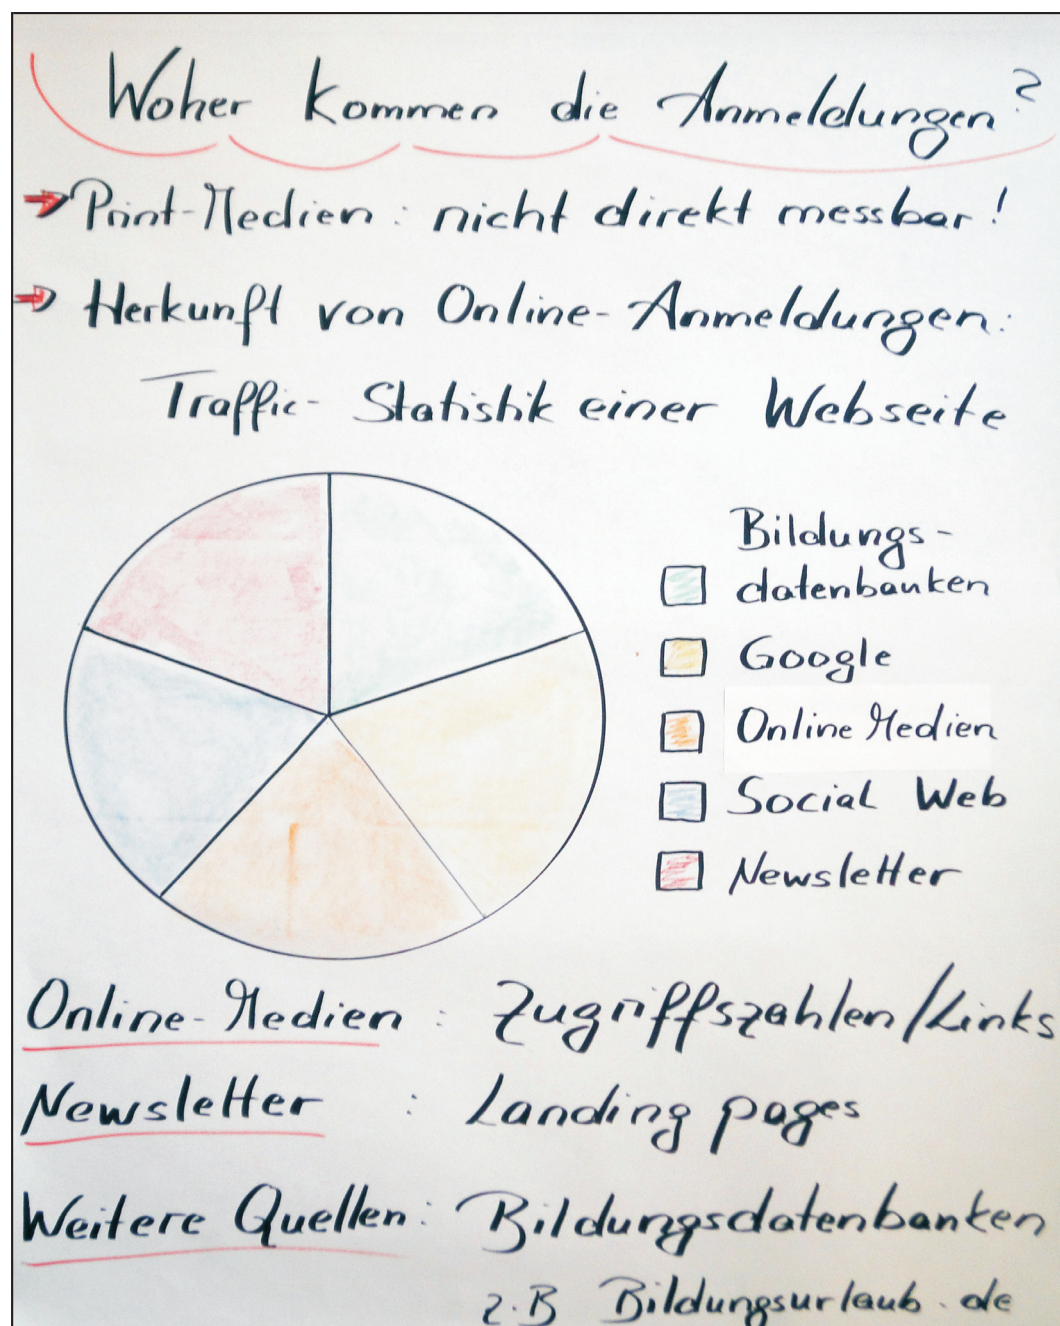 Woher kommen die Anmeldungen?
Print-Medien: nicht direkt messbar!
Herkunft von Online-Anmeldungen:
Traffic-Statistik einer Webseite
Bildungs-
datenbanken
Google
Online Medien
Social Web
Newsletter
Online-Medien: Zugriffszahlen/Links
Newsletter: Landing pages
Weitere Quellen: Bildungsdatenbanken
z.B Bildungsurlaub.de